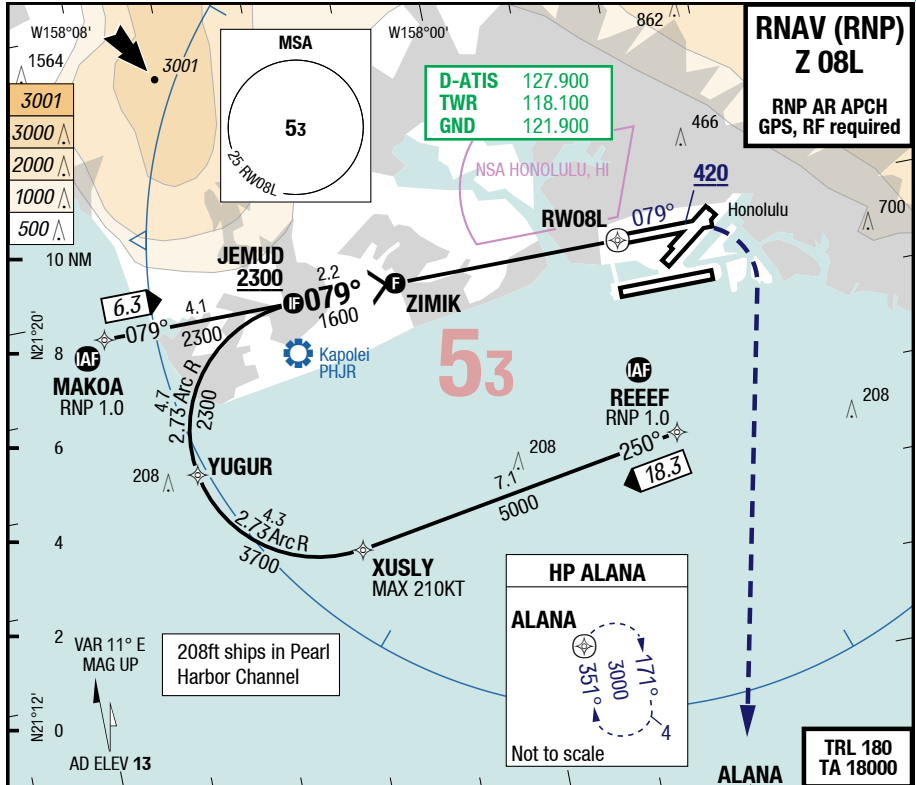 W158°08'
W158°00'
862
RNAV (RNP)
Z 08L
RNP AR APCH
GPS, RF required
1564
3001
MSA
53
25 RW08L
D-ATIS 127.900
TWR 118.100
GND 121.900
3001
3000
2000
1000
500
466
NSA HONOLULU, HI
420
700
RW08L
079°
Honolulu
10 NM
JEMUD
2300
2.2
079°
1600
IF
F
ZIMIK
6.3
4.1
079°
2300
N21°20'
8
IAF
MAKOA
RNP 1.0
Kapolei
PHJR
53
IAF
REEEF
RNP 1.0
4.7
2.73 Arc R
2300
208
250°
18.3
6
YUGUR
208
208
7.1
5000
4.3
2.73 Arc R
3700
4
XUSLY
MAX 210KT
HP ALANA
ALANA
351°
3000
171°
4
Not to scale
2
VAR 11° E
MAG UP
208ft ships in Pearl
Harbor Channel
N21°12'
0
AD ELEV 13
ALANA
TRL 180
TA 18000